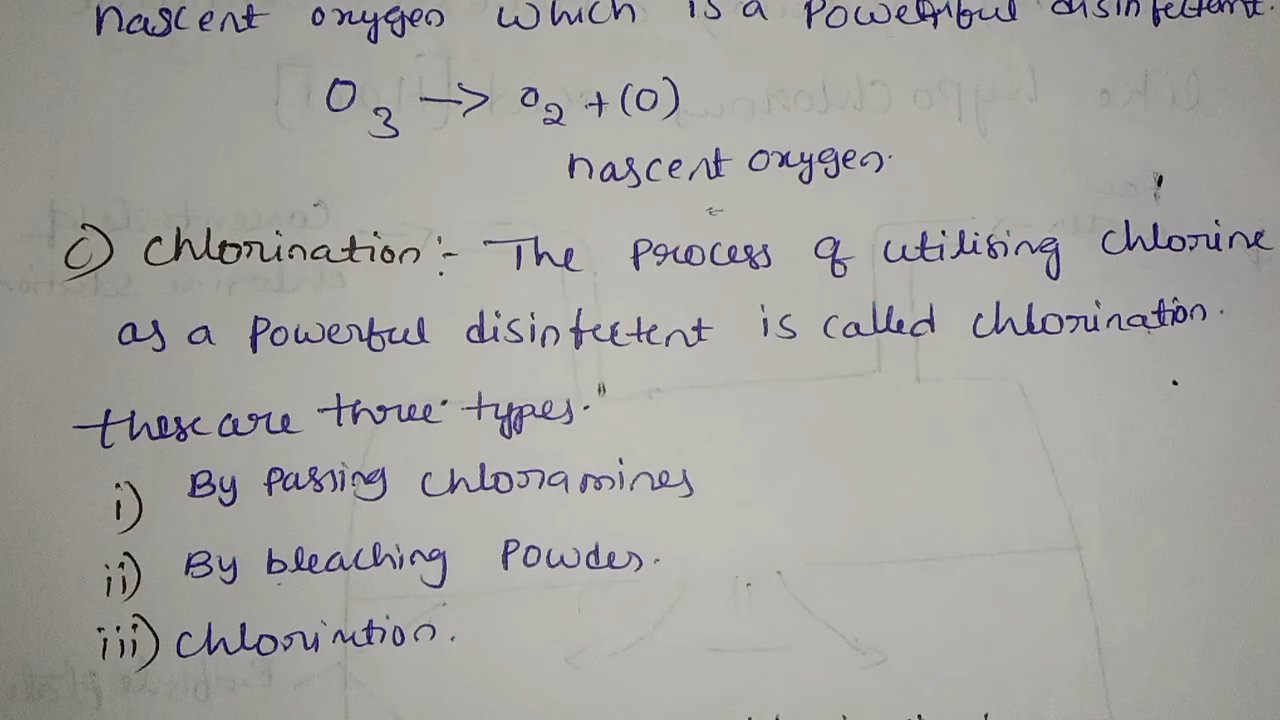 nascent oxygen which is a Powerful disinfectent.
O3 → O2 + (O)
nascent oxygen.
c) Chlorination:- The process of utilising chlorine
as a powerful disinfectent is called chlorination.
these are three types.
i) By passing chloramines
ii) By bleaching Powder.
iii) Chlorintion.